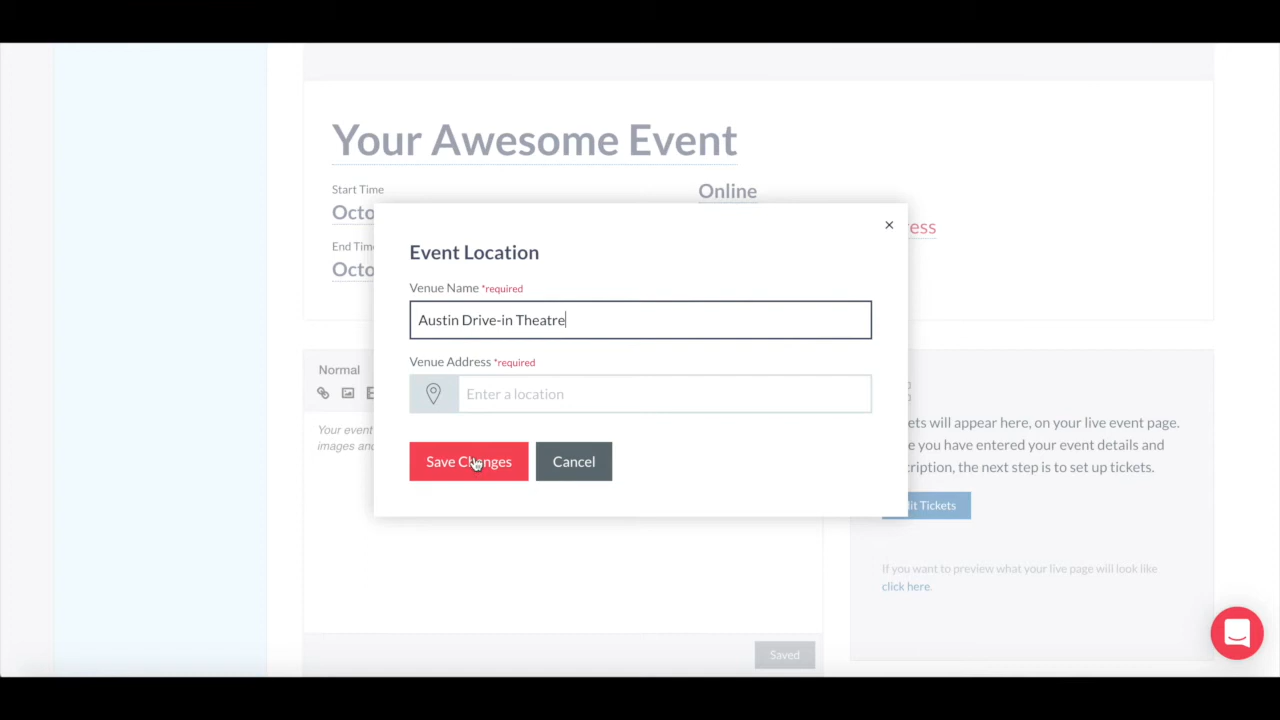 Your Awesome Event
Start Time
Online
Octo
ress
End Tim
Octo
Event Location
Venue Name *required
Austin Drive-in Theatre
Venue Address *required
Enter a location
Save Changes
Cancel
Normal
Your event
images and
ets will appear here, on your live event page.
e you have entered your event details and
cription, the next step is to set up tickets.
it Tickets
If you want to preview what your live page will look like
click here.
Saved